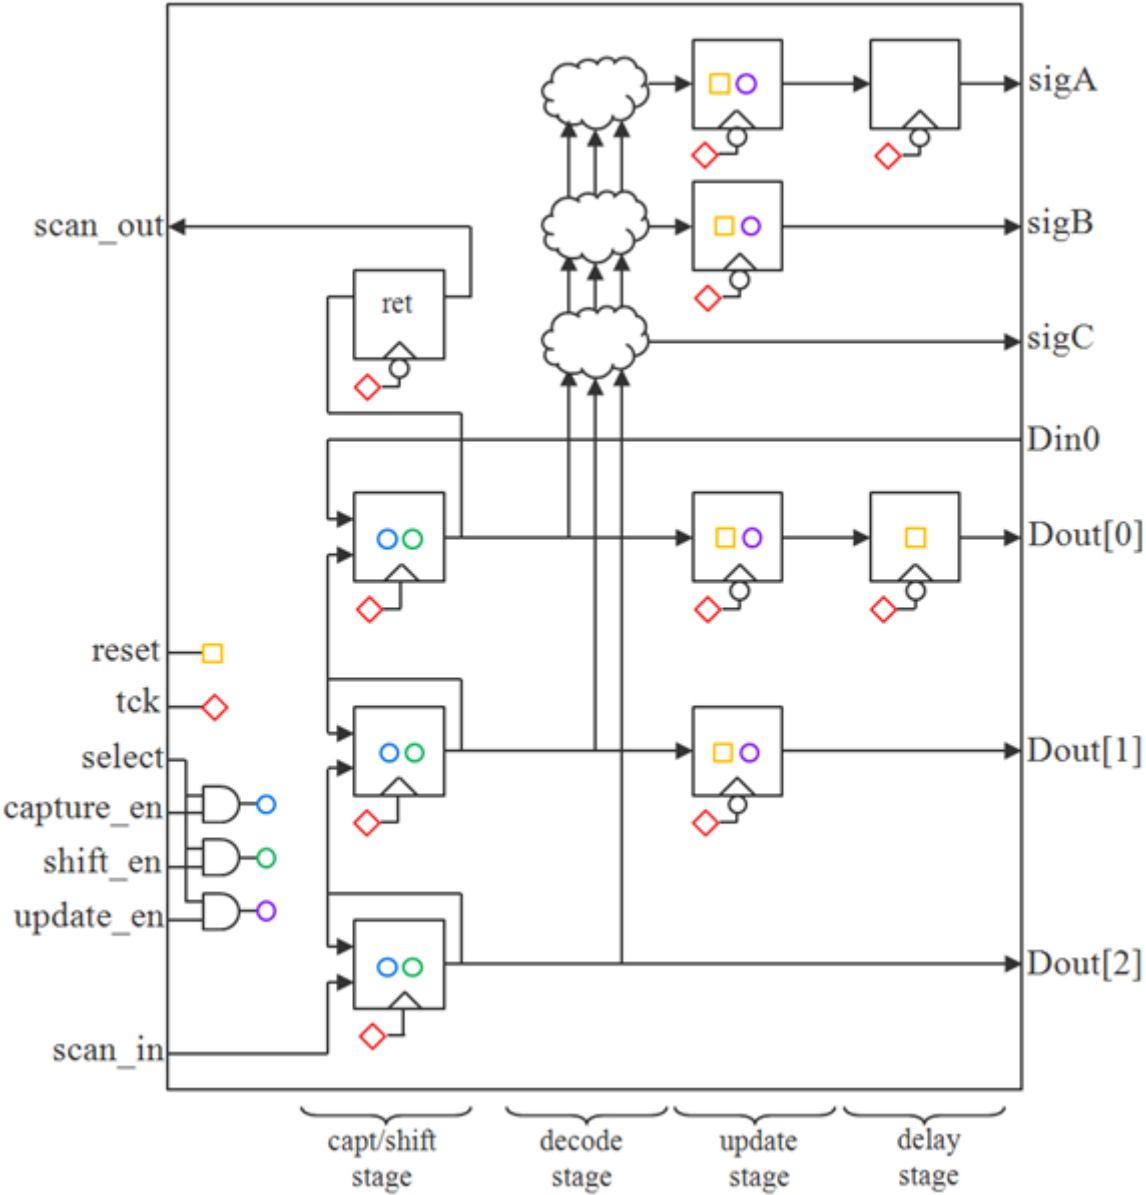 sigA
scan_out
sigB
ret
sigC
Din0
Dout[0]
reset
tck
select
Dout[1]
capture_en
shift_en
update_en
Dout[2]
scan_in
capt/shift
stage
decode
stage
update
stage
delay
stage